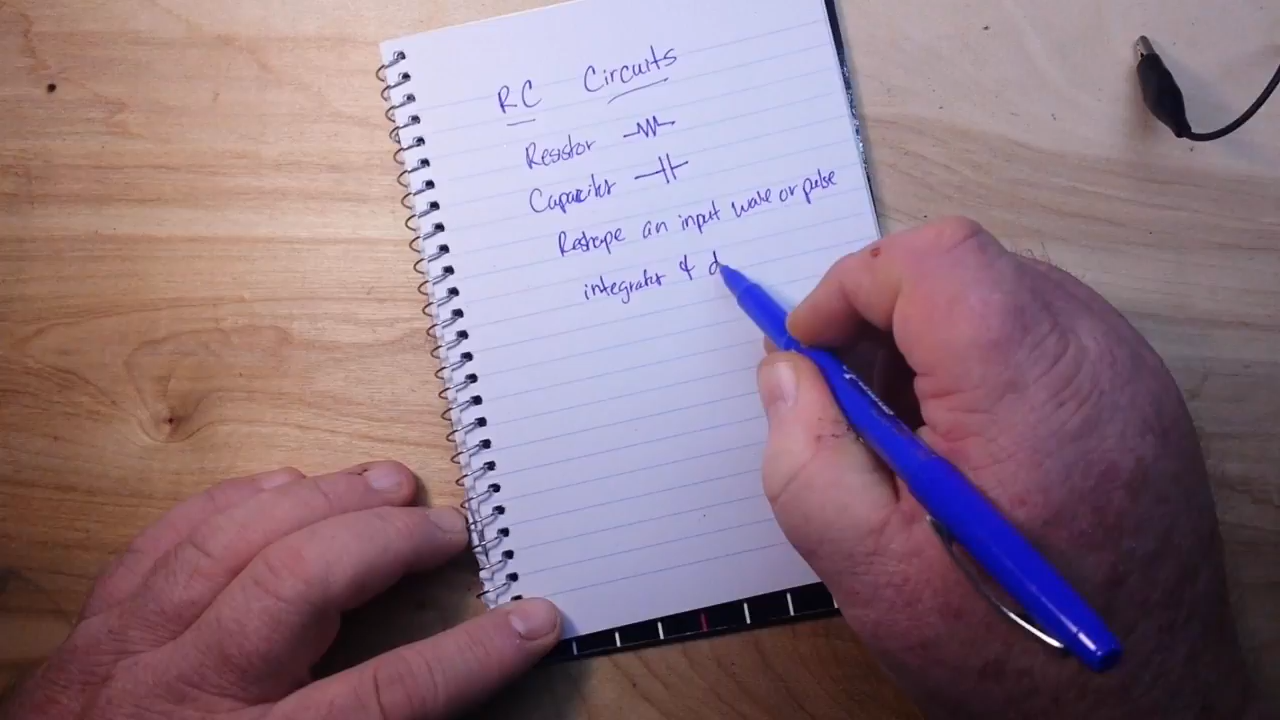 RC Circuits
Resistor
Capacitor
Reshape an input wave or pulse
integrator & d